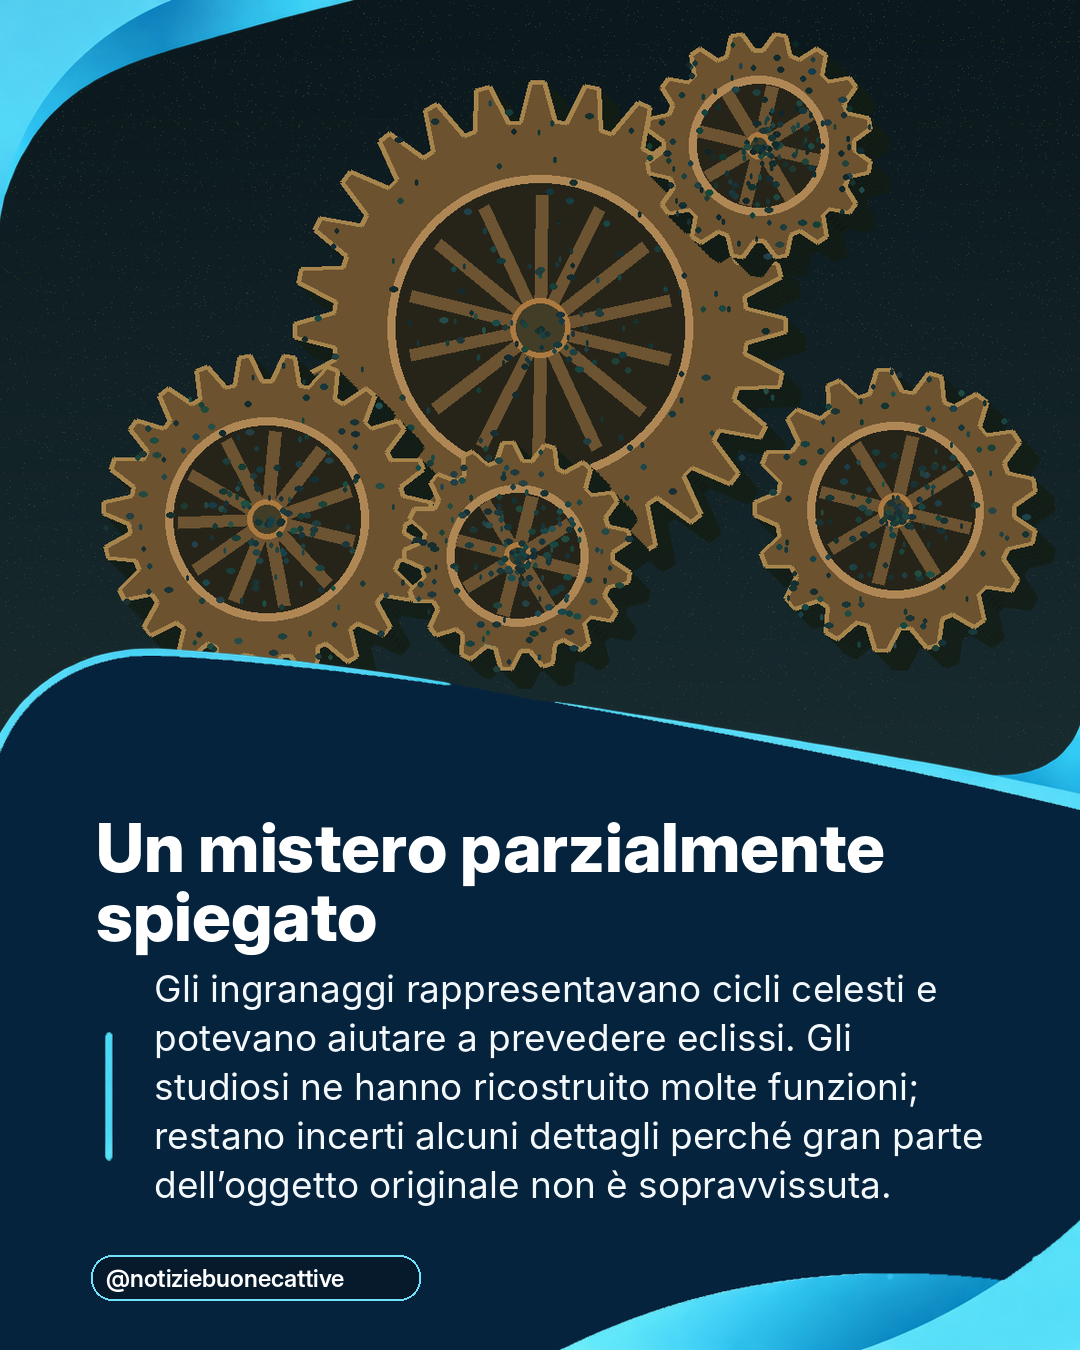 Un mistero parzialmente
spiegato
Gli ingranaggi rappresentavano cicli celesti e
potevano aiutare a prevedere eclissi. Gli
studiosi ne hanno ricostruito molte funzioni;
restano incerti alcuni dettagli perché gran parte
dell’oggetto originale non è sopravvissuta.
@notiziebuonecattive